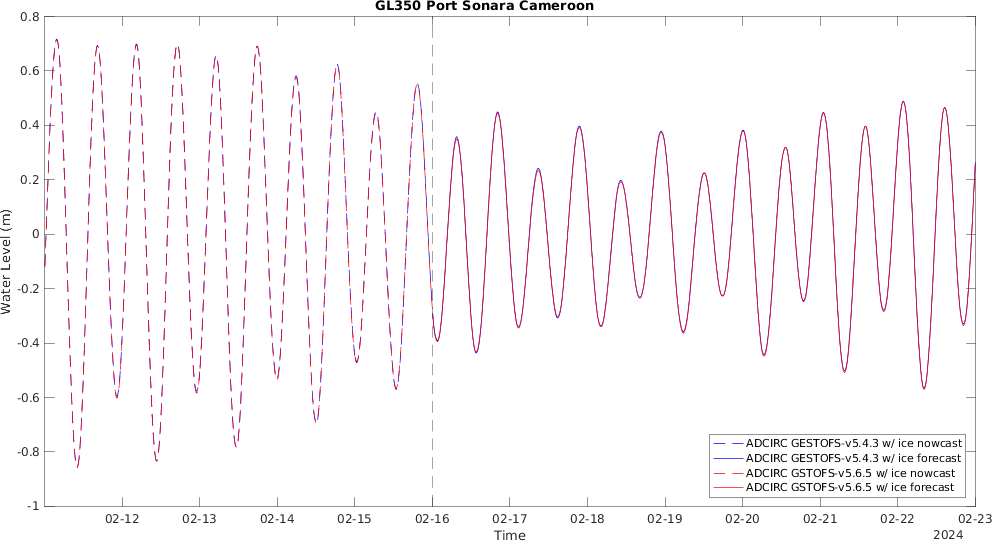 GL350 Port Sonara Cameroon
0.8
0.6
0.4
0.2
0
-0.2
-0.4
-0.6
-0.8
-1
Water Level (m)
ADCIRC GESTOFS-v5.4.3 w/ ice nowcast
ADCIRC GESTOFS-v5.4.3 w/ ice forecast
ADCIRC GSTOFS-v5.6.5 w/ ice nowcast
ADCIRC GSTOFS-v5.6.5 w/ ice forecast
02-12 02-13 02-14 02-15 02-16 02-17 02-18 02-19 02-20 02-21 02-22 02-23
Time
2024